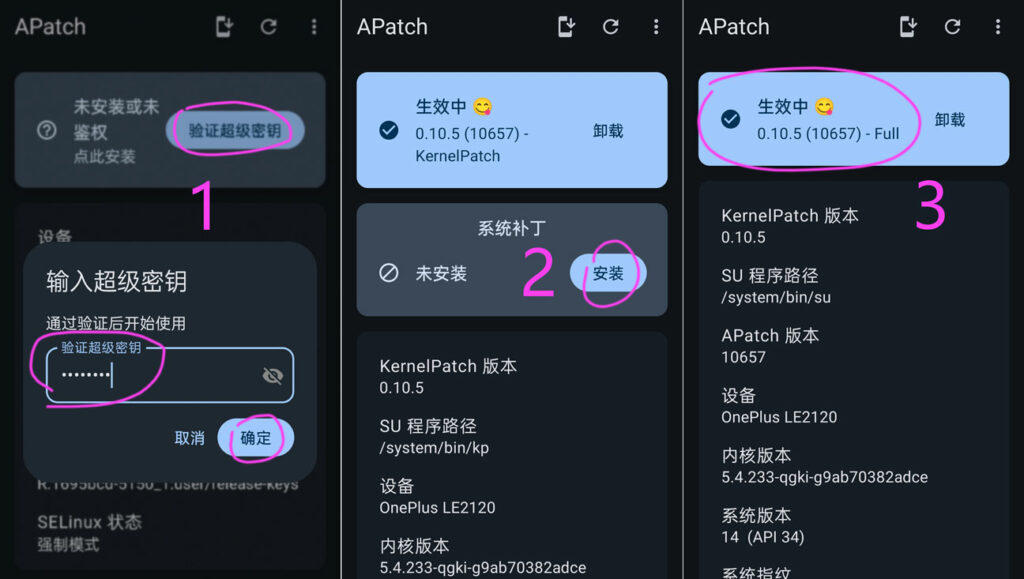 APatch
未安装或未
鉴权
点此安装
验证超级密钥
1
设备
输入超级密钥
通过验证后开始使用
验证超级密钥
取消
确定
R.1695bcd-5150_1:user/release-keys
SELinux 状态
强制模式
APatch
生效中 😋
0.10.5 (10657) -
KernelPatch
卸载
系统补丁
未安装
2
安装
KernelPatch 版本
0.10.5
SU 程序路径
/system/bin/kp
设备
OnePlus LE2120
内核版本
5.4.233-qgki-g9ab70382adce
APatch
生效中 😋
0.10.5 (10657) - Full
卸载
3
KernelPatch 版本
0.10.5
SU 程序路径
/system/bin/su
APatch 版本
10657
设备
OnePlus LE2120
内核版本
5.4.233-qgki-g9ab70382adce
系统版本
14 (API 34)
系统指纹